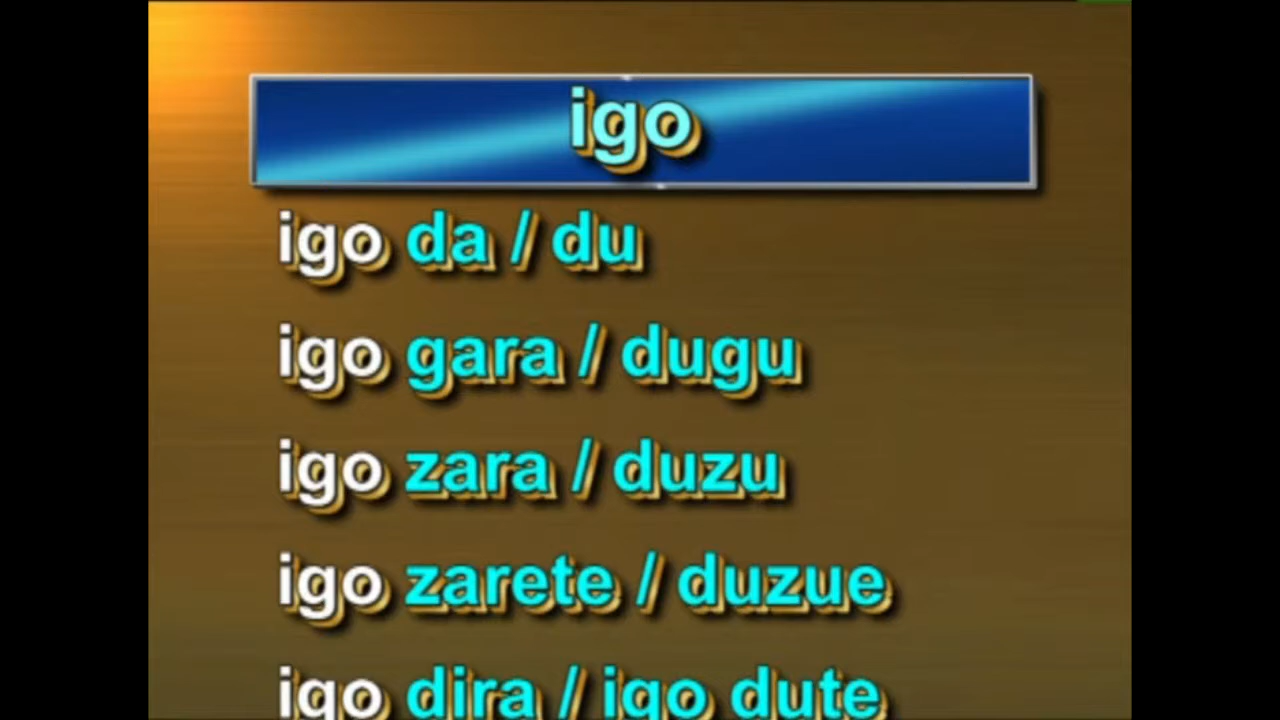 igo
igo da / du
igo gara / dugu
igo zara / duzu
igo zarete / duzue
igo dira / igo dute